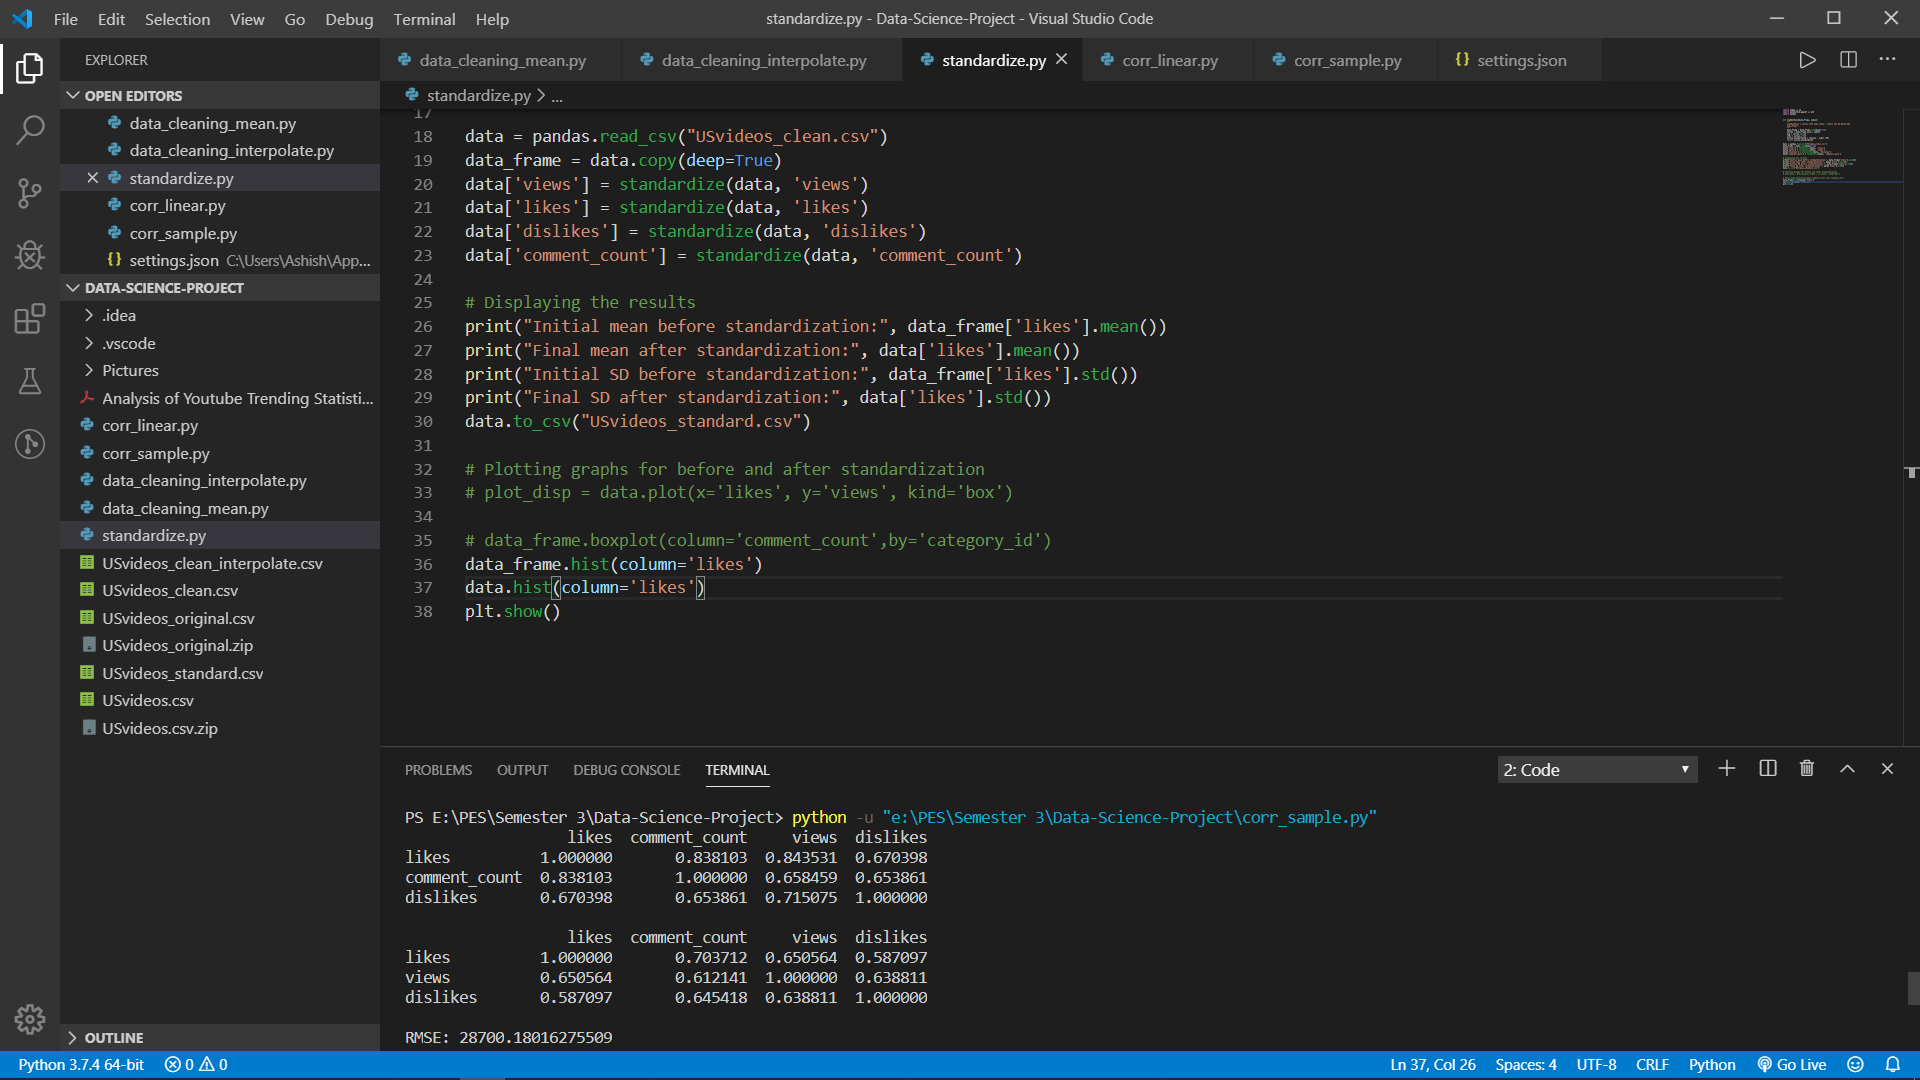 File Edit Selection View Go Debug Terminal Help
standardize.py - Data-Science-Project - Visual Studio Code
EXPLORER
OPEN EDITORS
data_cleaning_mean.py
data_cleaning_interpolate.py
standardize.py
corr_linear.py
corr_sample.py
settings.json C:\Users\Ashish\App...
DATA-SCIENCE-PROJECT
.idea
.vscode
Pictures
Analysis of Youtube Trending Statisti...
corr_linear.py
corr_sample.py
data_cleaning_interpolate.py
data_cleaning_mean.py
standardize.py
USvideos_clean_interpolate.csv
USvideos_clean.csv
USvideos_original.csv
USvideos_original.zip
USvideos_standard.csv
USvideos.csv
USvideos.csv.zip
OUTLINE
data_cleaning_mean.py data_cleaning_interpolate.py standardize.py corr_linear.py corr_sample.py settings.json
standardize.py > ...
17
18 data = pandas.read_csv("USvideos_clean.csv")
19 data_frame = data.copy(deep=True)
20 data['views'] = standardize(data, 'views')
21 data['likes'] = standardize(data, 'likes')
22 data['dislikes'] = standardize(data, 'dislikes')
23 data['comment_count'] = standardize(data, 'comment_count')
24
25 # Displaying the results
26 print("Initial mean before standardization:", data_frame['likes'].mean())
27 print("Final mean after standardization:", data['likes'].mean())
28 print("Initial SD before standardization:", data_frame['likes'].std())
29 print("Final SD after standardization:", data['likes'].std())
30 data.to_csv("USvideos_standard.csv")
31
32 # Plotting graphs for before and after standardization
33 # plot_disp = data.plot(x='likes', y='views', kind='box')
34
35 # data_frame.boxplot(column='comment_count',by='category_id')
36 data_frame.hist(column='likes')
37 data.hist(column='likes')
38 plt.show()
PROBLEMS OUTPUT DEBUG CONSOLE TERMINAL
2: Code
PS E:\PES\Semester 3\Data-Science-Project> python -u "e:\PES\Semester 3\Data-Science-Project\corr_sample.py"
likes comment_count views dislikes
likes 1.000000 0.838103 0.843531 0.670398
comment_count 0.838103 1.000000 0.658459 0.653861
dislikes 0.670398 0.653861 0.715075 1.000000
likes comment_count views dislikes
likes 1.000000 0.703712 0.650564 0.587097
views 0.650564 0.612141 1.000000 0.638811
dislikes 0.587097 0.645418 0.638811 1.000000
RMSE: 28700.18016275509
Python 3.7.4 64-bit 0 0 Ln 37, Col 26 Spaces: 4 UTF-8 CRLF Python Go Live